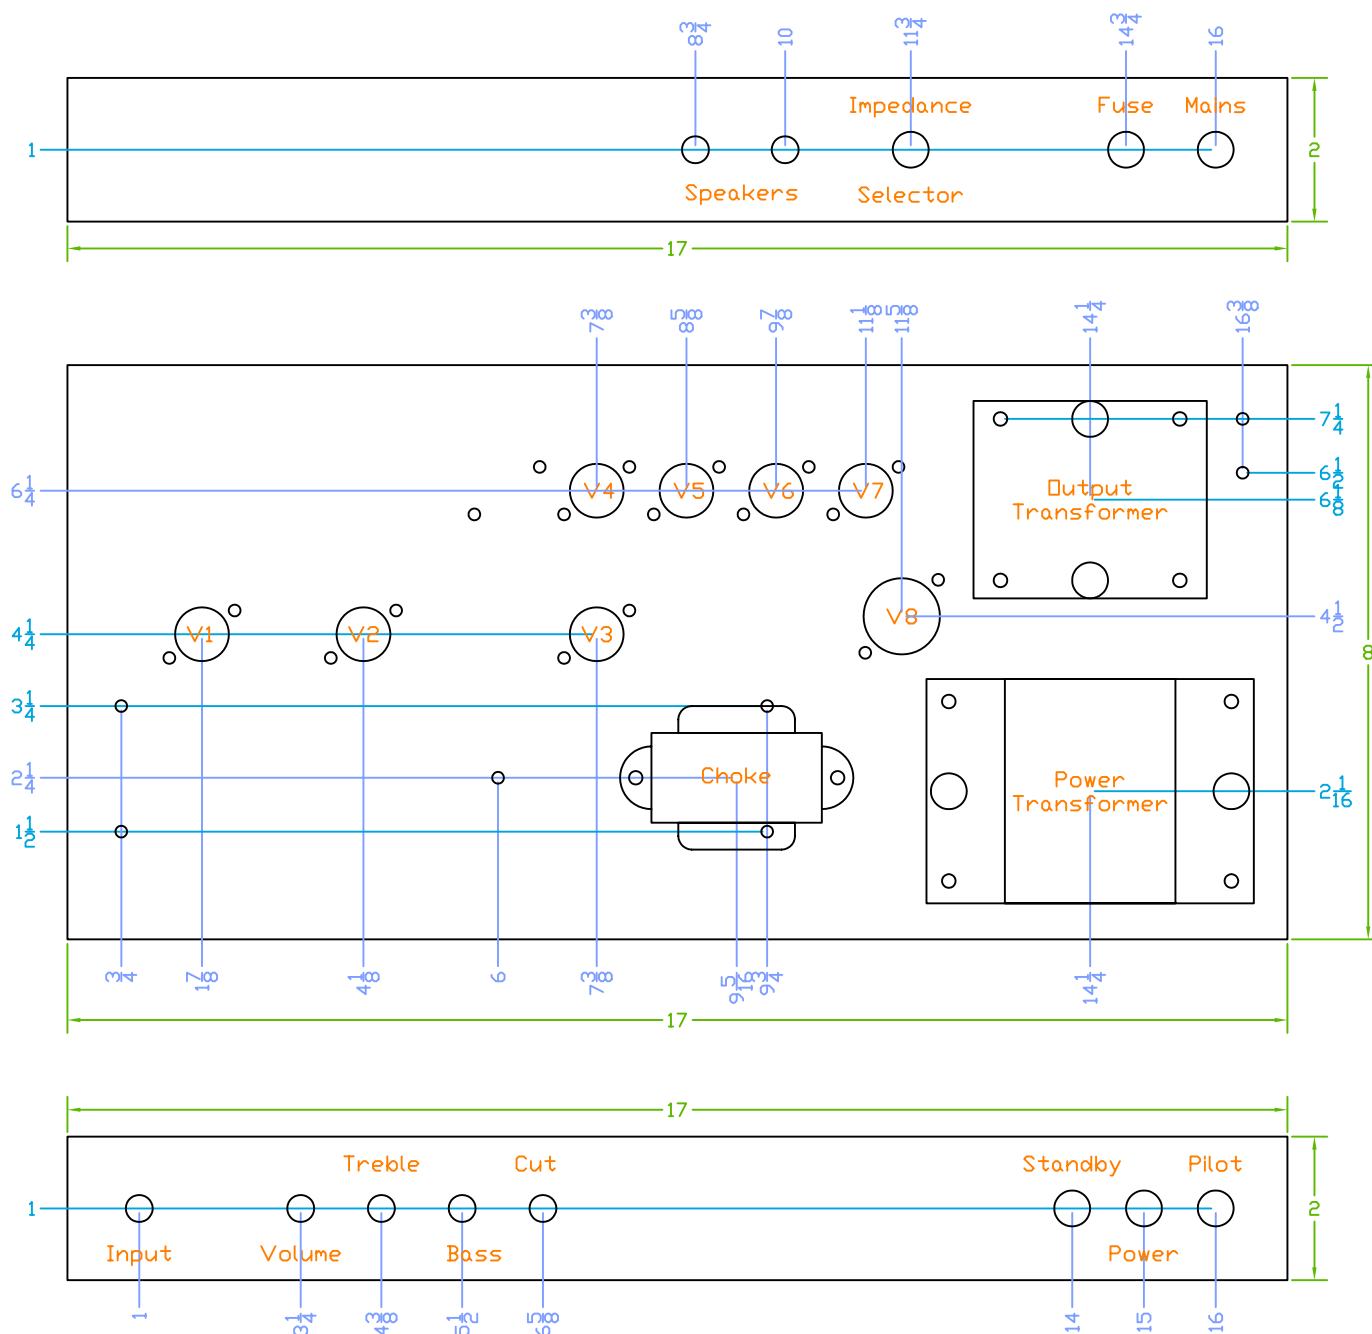 8 3/4
10
11 3/4
14 3/4
16
Impedance
Fuse
Mains
1
2
Speakers
Selector
17
7 3/8
8 5/8
9 7/8
11 1/8
11 5/8
14 1/4
16 3/8
7 1/4
6 1/2
6 1/4
V4
V5
V6
V7
Output
Transformer
6 1/8
4 1/4
V1
V2
V3
V8
4 1/2
8
3 1/4
2 1/4
Choke
Power
Transformer
2 1/16
1 1/2
3/4
1 7/8
4 1/8
6
7 3/8
9 5/16
9 3/4
14 1/4
17
17
Treble
Cut
Standby
Pilot
1
2
Input
Volume
Bass
Power
1
3 1/4
4 3/8
5 1/2
6 5/8
14
15
16